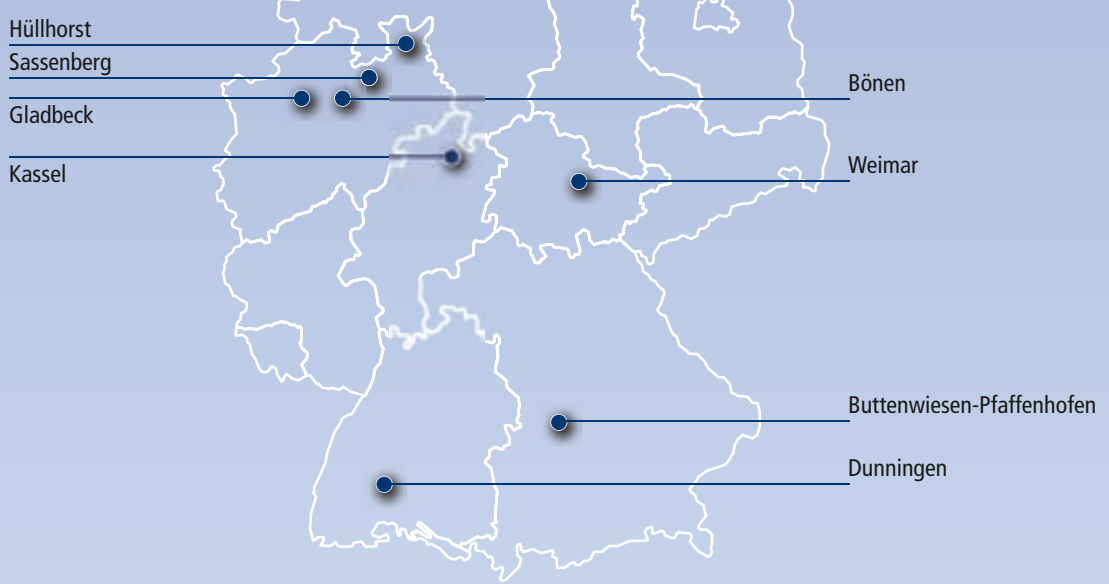 Hüllhorst
Sassenberg
Gladbeck
Kassel
Bönen
Weimar
Buttenwiesen-Pfaffenhofen
Dunningen